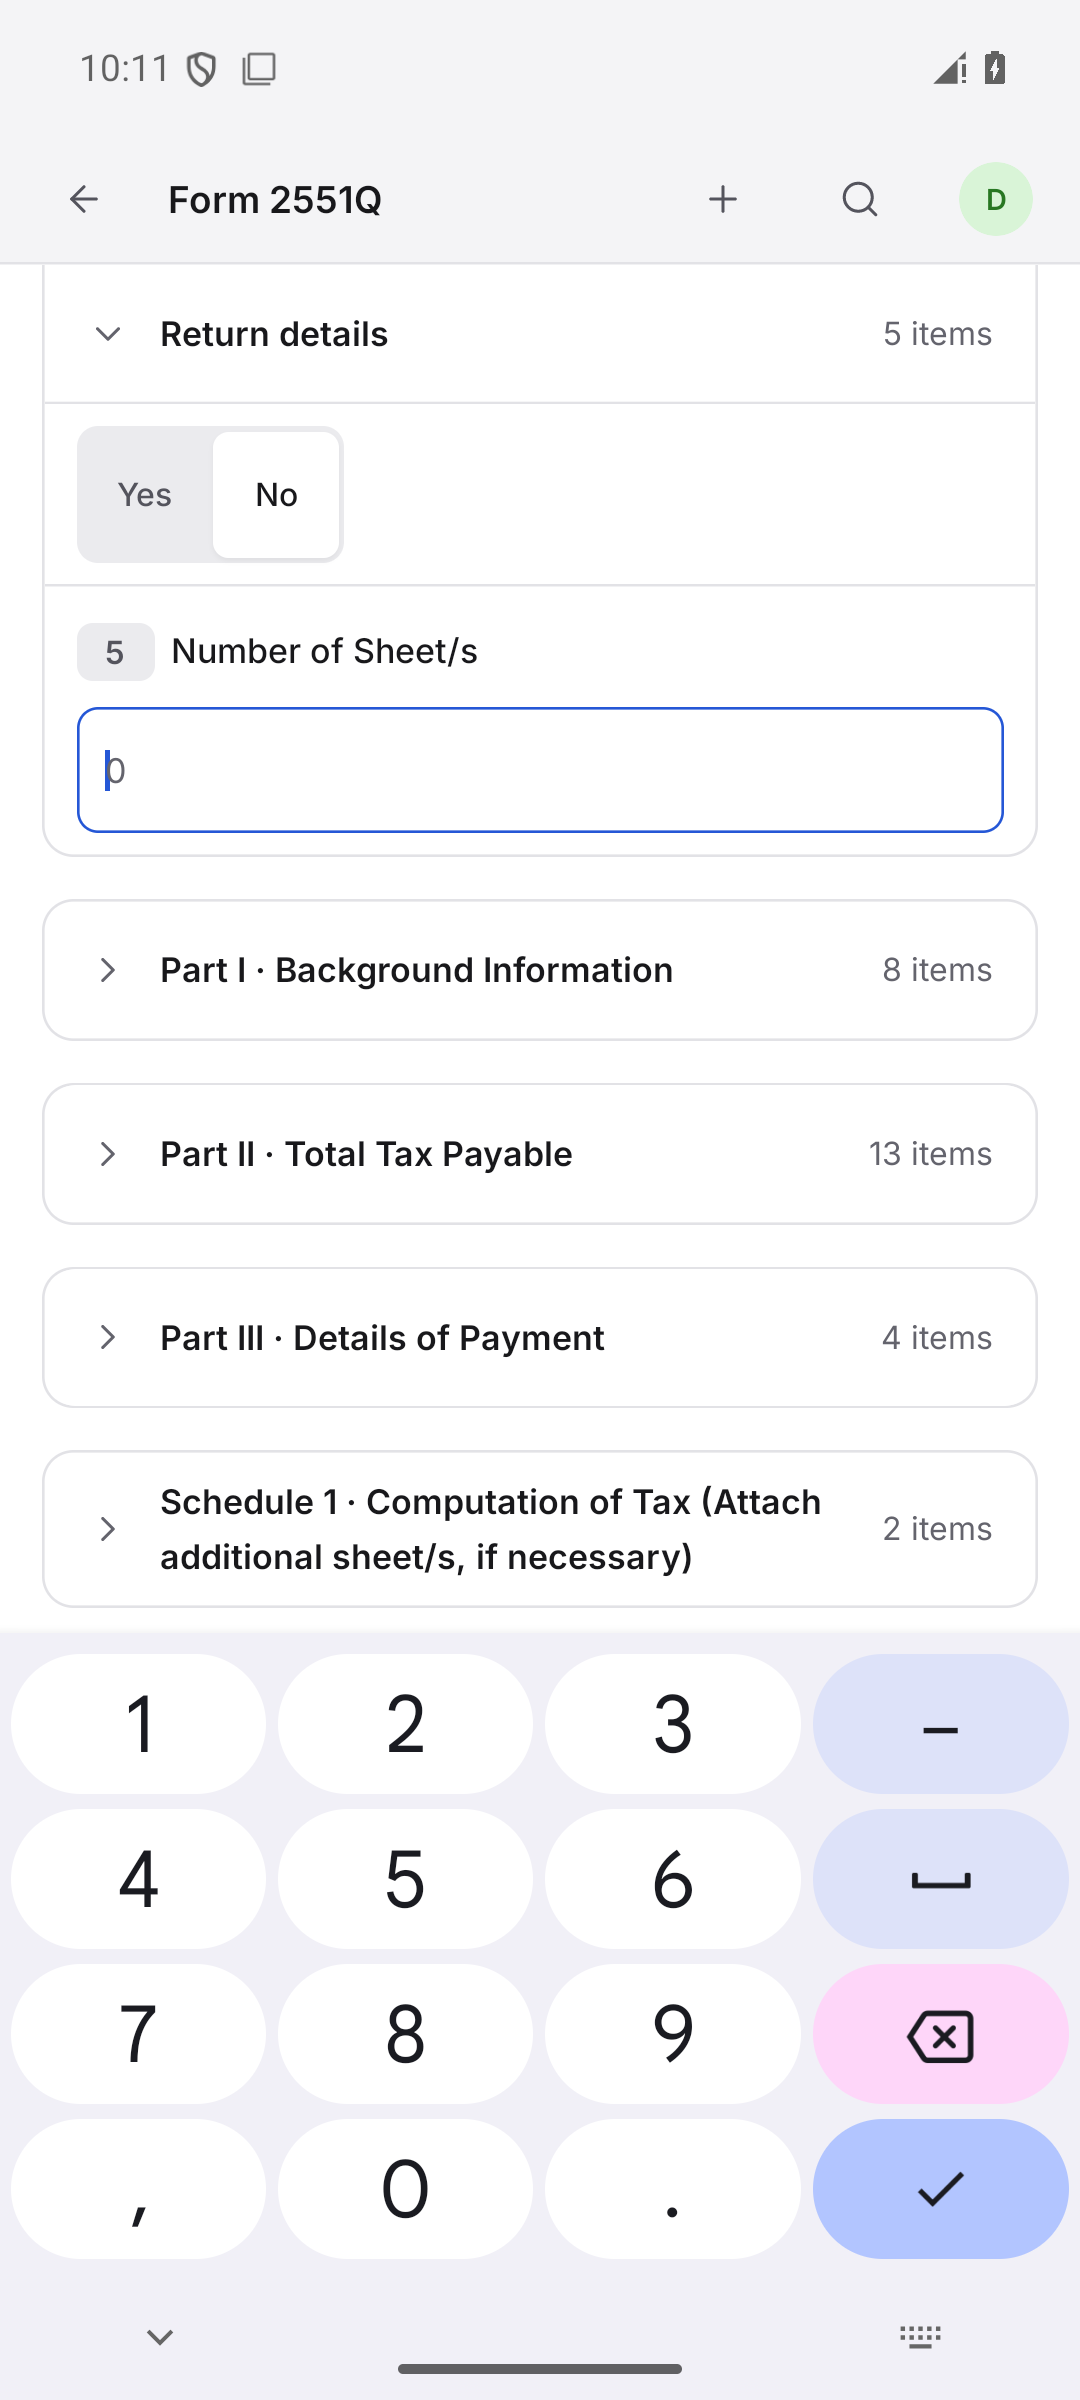 10:11
Form 2551Q
D
Return details
5 items
Yes
No
5
Number of Sheet/s
0
Part I · Background Information
8 items
Part II · Total Tax Payable
13 items
Part III · Details of Payment
4 items
Schedule 1 · Computation of Tax (Attach
additional sheet/s, if necessary)
2 items
1 2 3 –
4 5 6
7 8 9
, 0 .